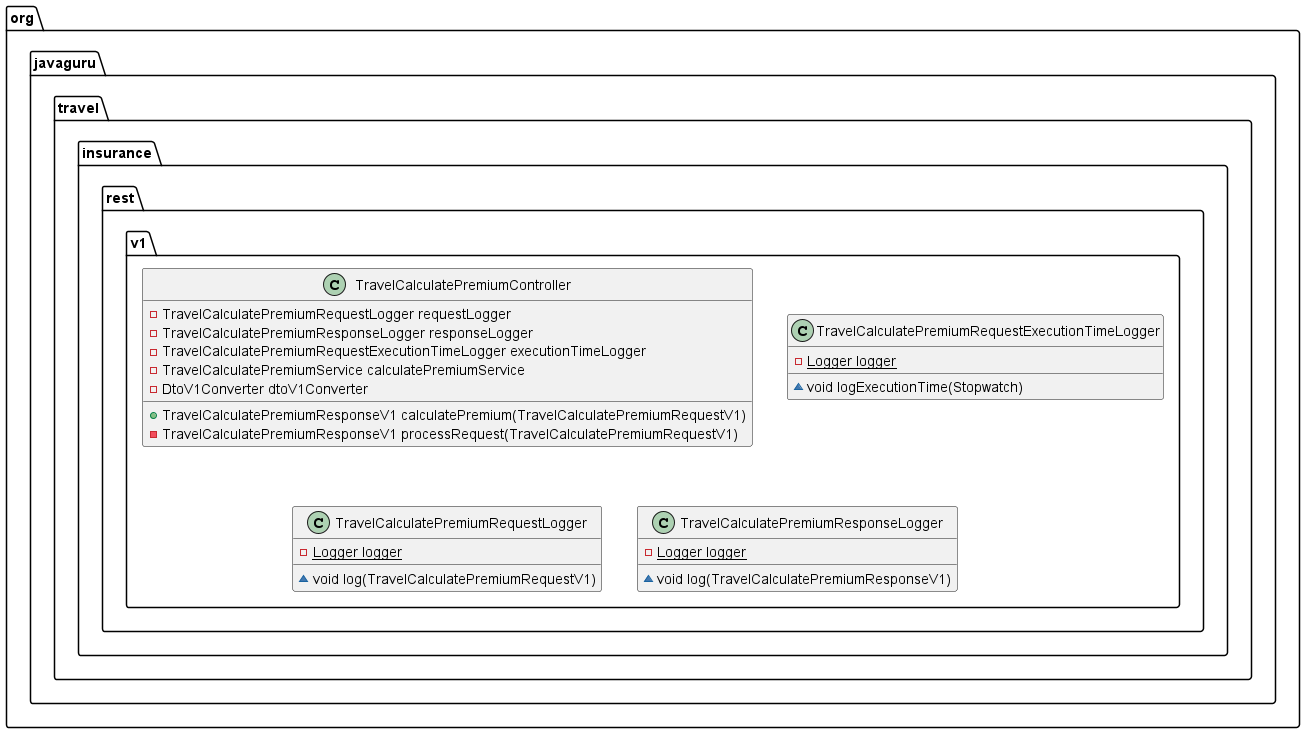 org
javaguru
travel
insurance
rest
v1
C TravelCalculatePremiumController
TravelCalculatePremiumRequestLogger requestLogger
TravelCalculatePremiumResponseLogger responseLogger
TravelCalculatePremiumRequestExecutionTimeLogger executionTimeLogger
TravelCalculatePremiumService calculatePremiumService
DtoV1Converter dtoV1Converter
TravelCalculatePremiumResponseV1 calculatePremium(TravelCalculatePremiumRequestV1)
TravelCalculatePremiumResponseV1 processRequest(TravelCalculatePremiumRequestV1)
C TravelCalculatePremiumRequestExecutionTimeLogger
Logger logger
void logExecutionTime(Stopwatch)
C TravelCalculatePremiumRequestLogger
Logger logger
void log(TravelCalculatePremiumRequestV1)
C TravelCalculatePremiumResponseLogger
Logger logger
void log(TravelCalculatePremiumResponseV1)